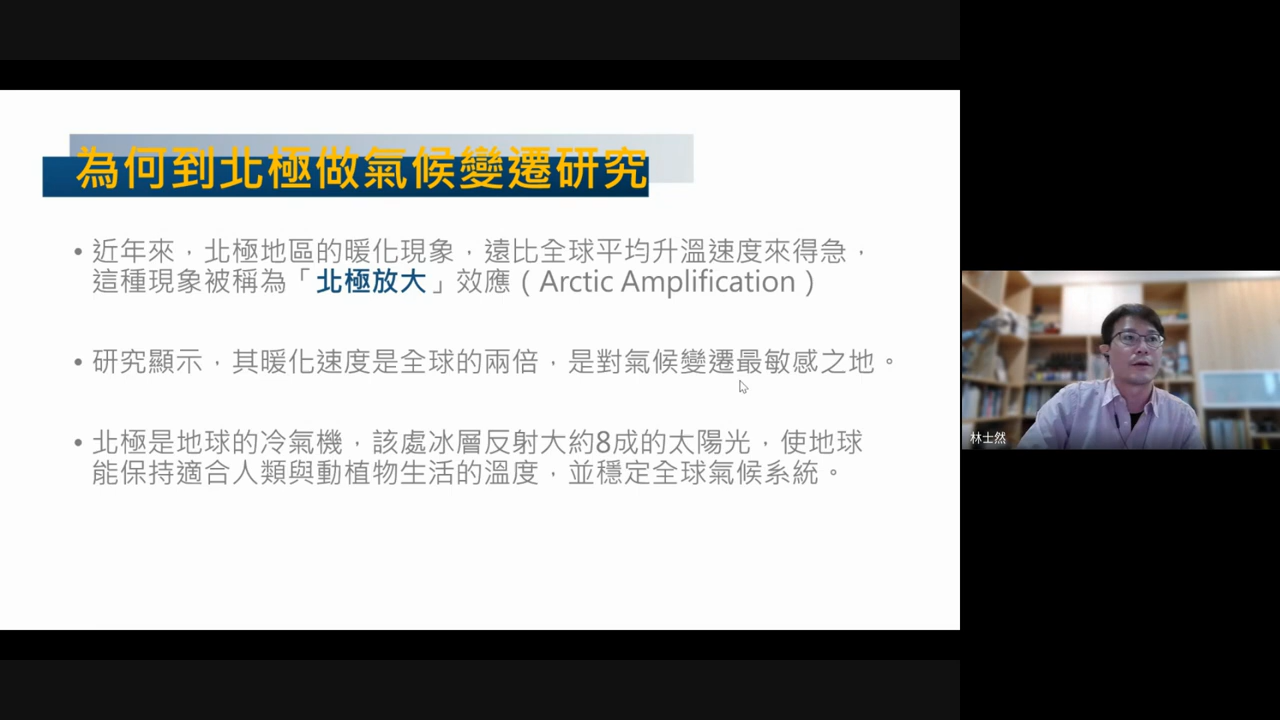 為何到北極做氣候變遷研究
• 近年來，北極地區的暖化現象，遠比全球平均升溫速度來得急，
這種現象被稱為「北極放大」效應（Arctic Amplification）
• 研究顯示，其暖化速度是全球的兩倍，是對氣候變遷最敏感之地。
• 北極是地球的冷氣機，該處冰層反射大約8成的太陽光，使地球
能保持適合人類與動植物生活的溫度，並穩定全球氣候系統。
林士然